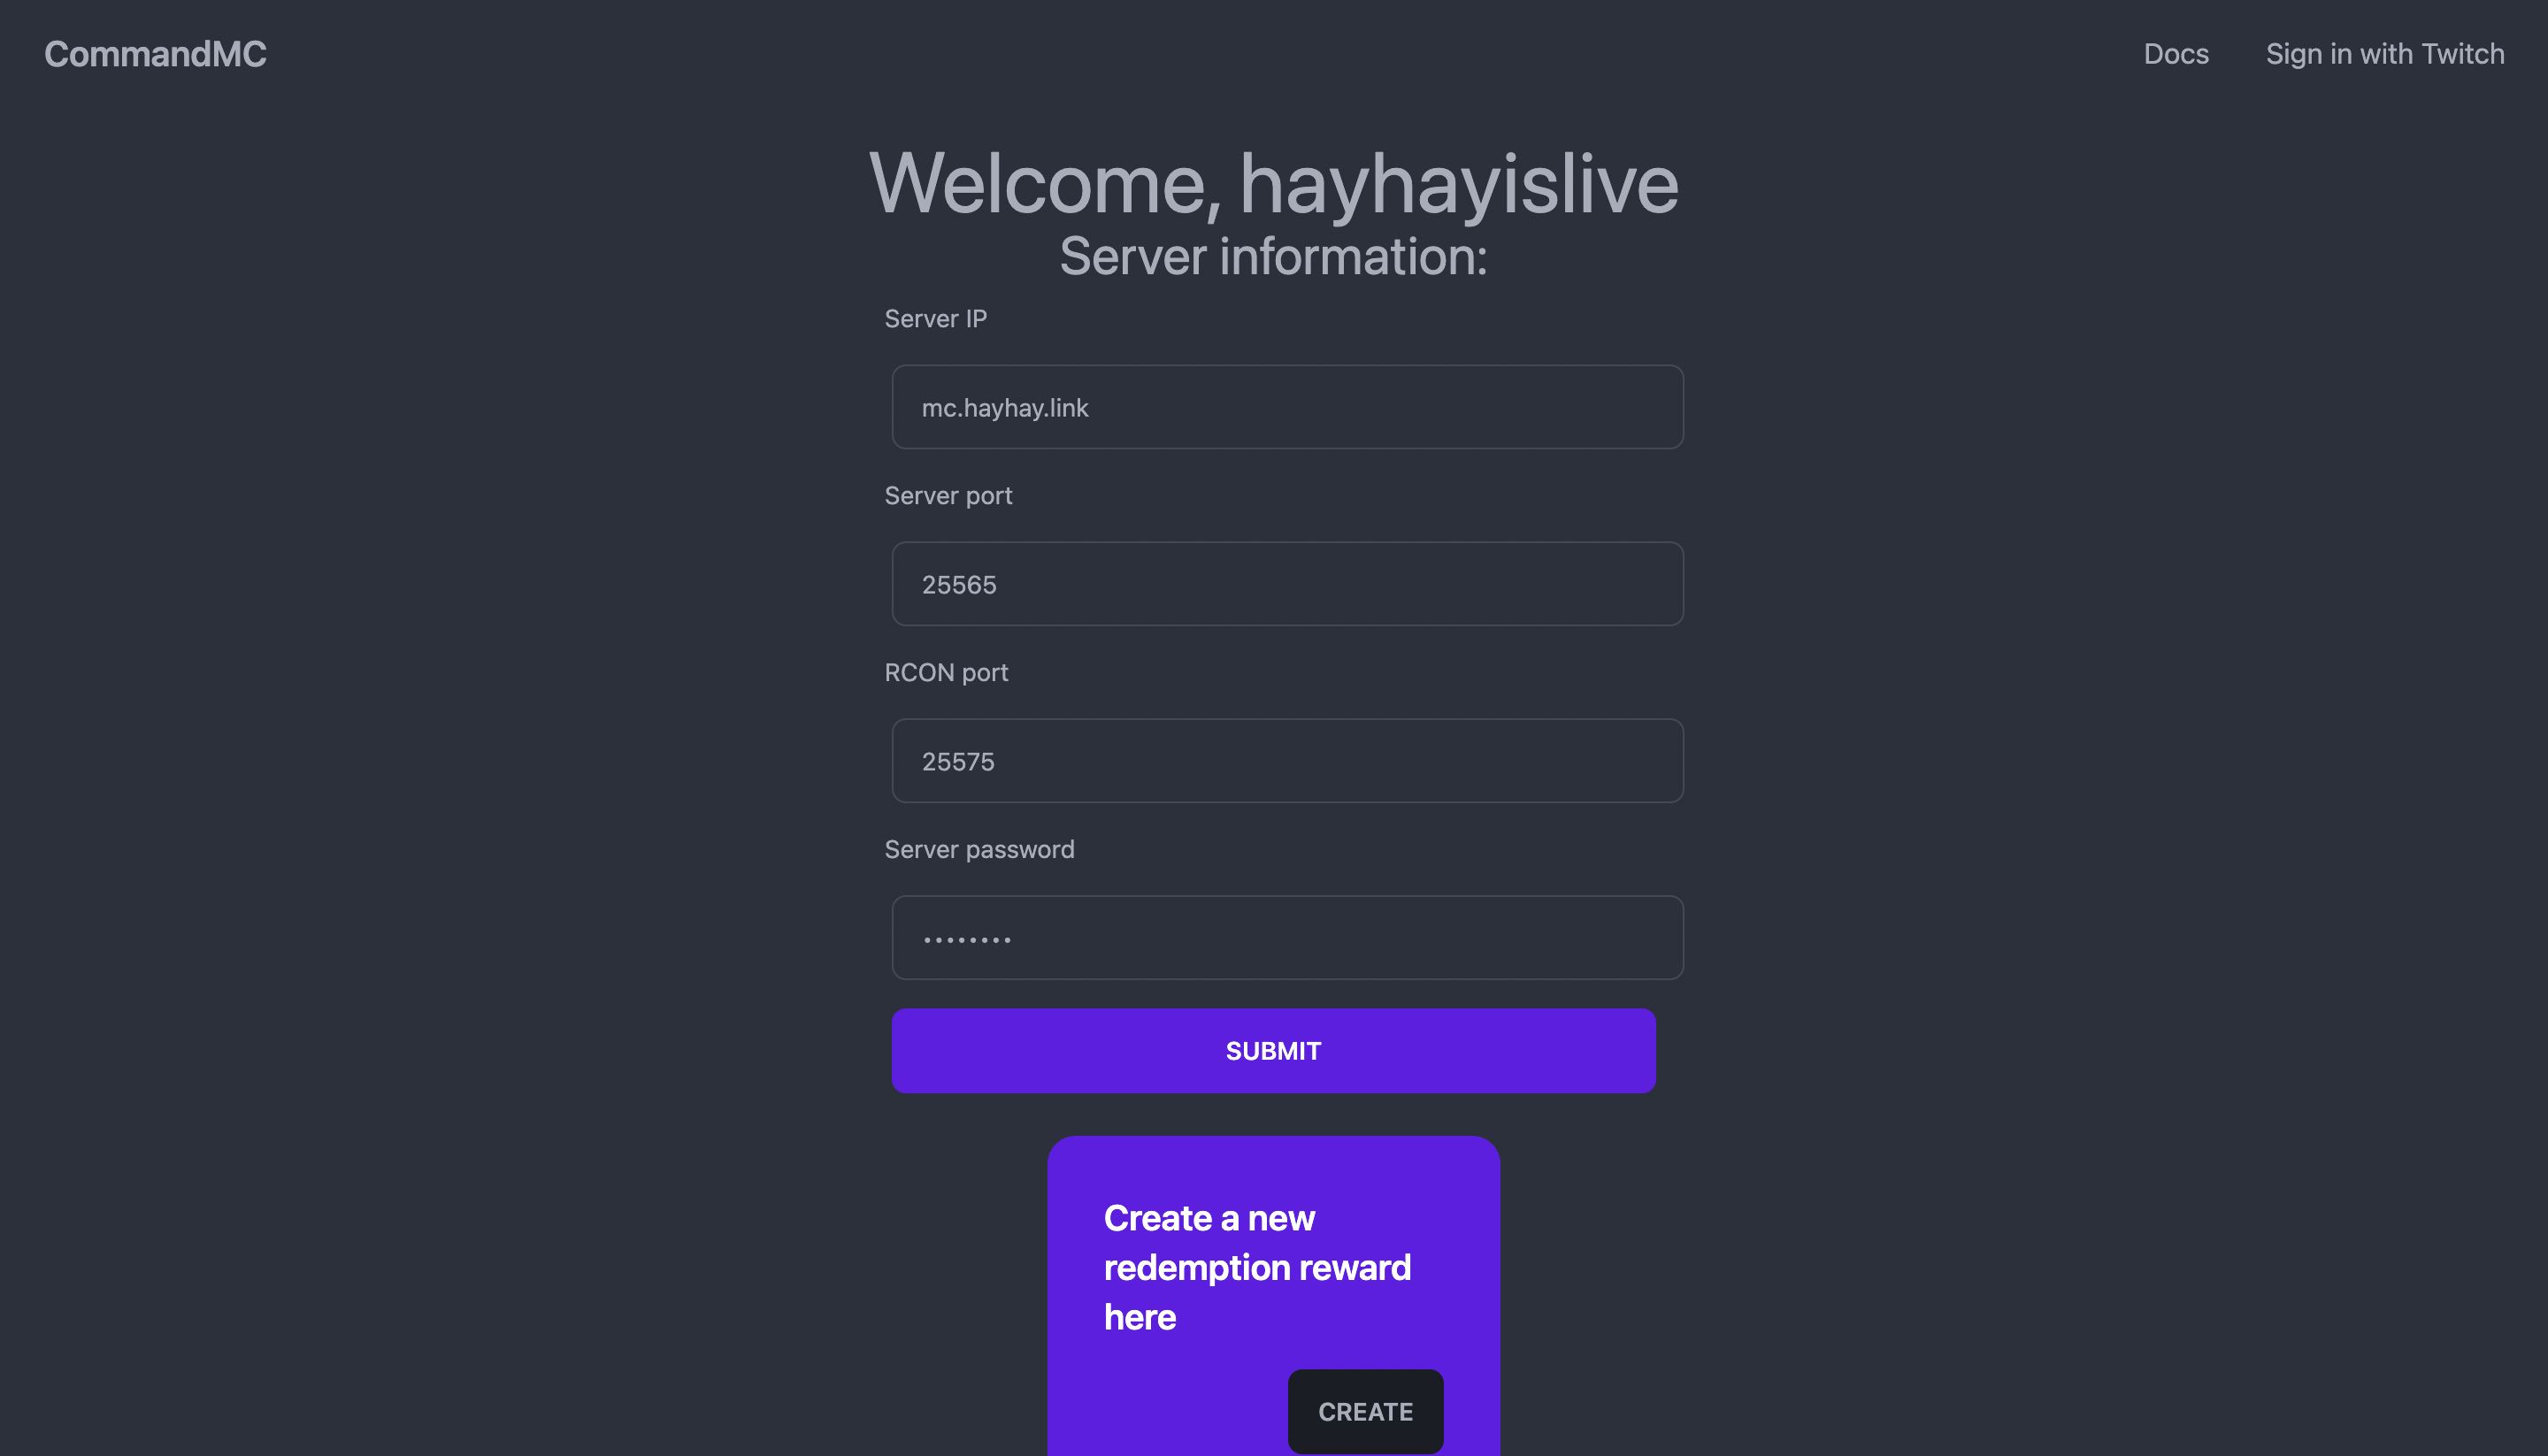 CommandMC
Docs
Sign in with Twitch
Welcome, hayhayislive
Server information:
Server IP
mc.hayhay.link
Server port
25565
RCON port
25575
Server password
••••••••
SUBMIT
Create a new
redemption reward
here
CREATE